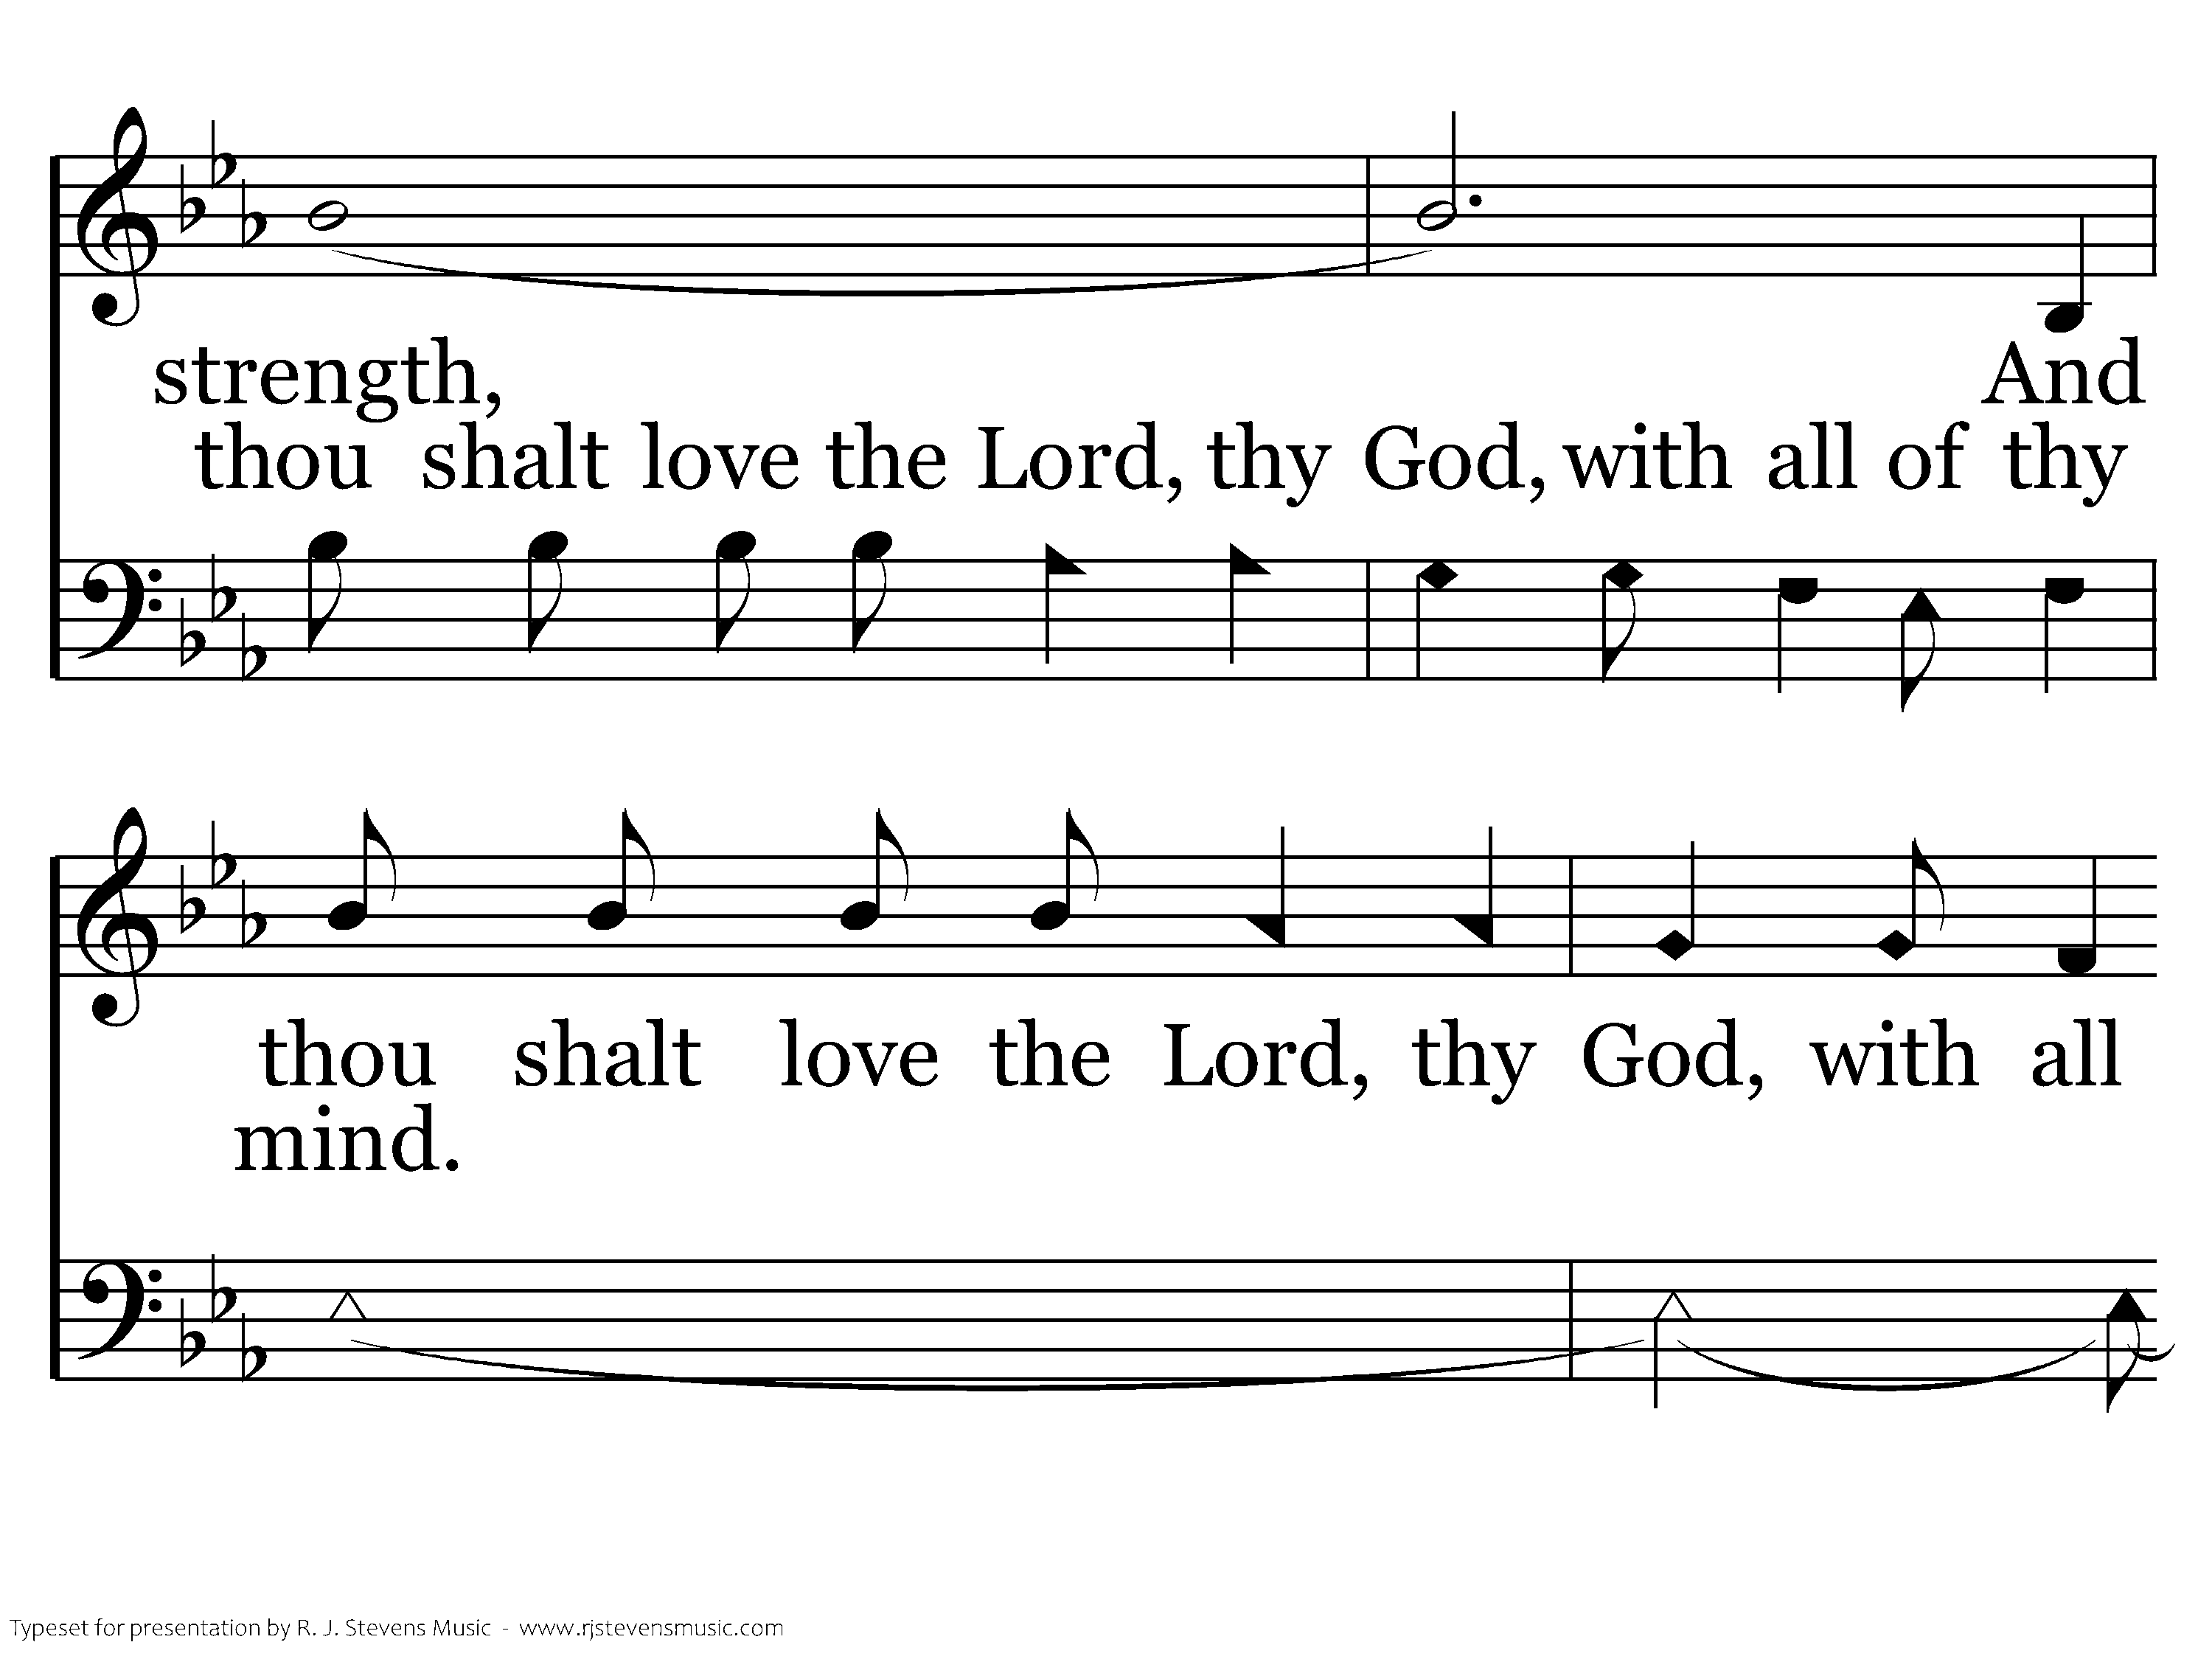 strength, And
thou shalt love the Lord, thy God, with all of thy
thou shalt love the Lord, thy God, with all
mind.
Typeset for presentation by R. J. Stevens Music - www.rjstevensmusic.com